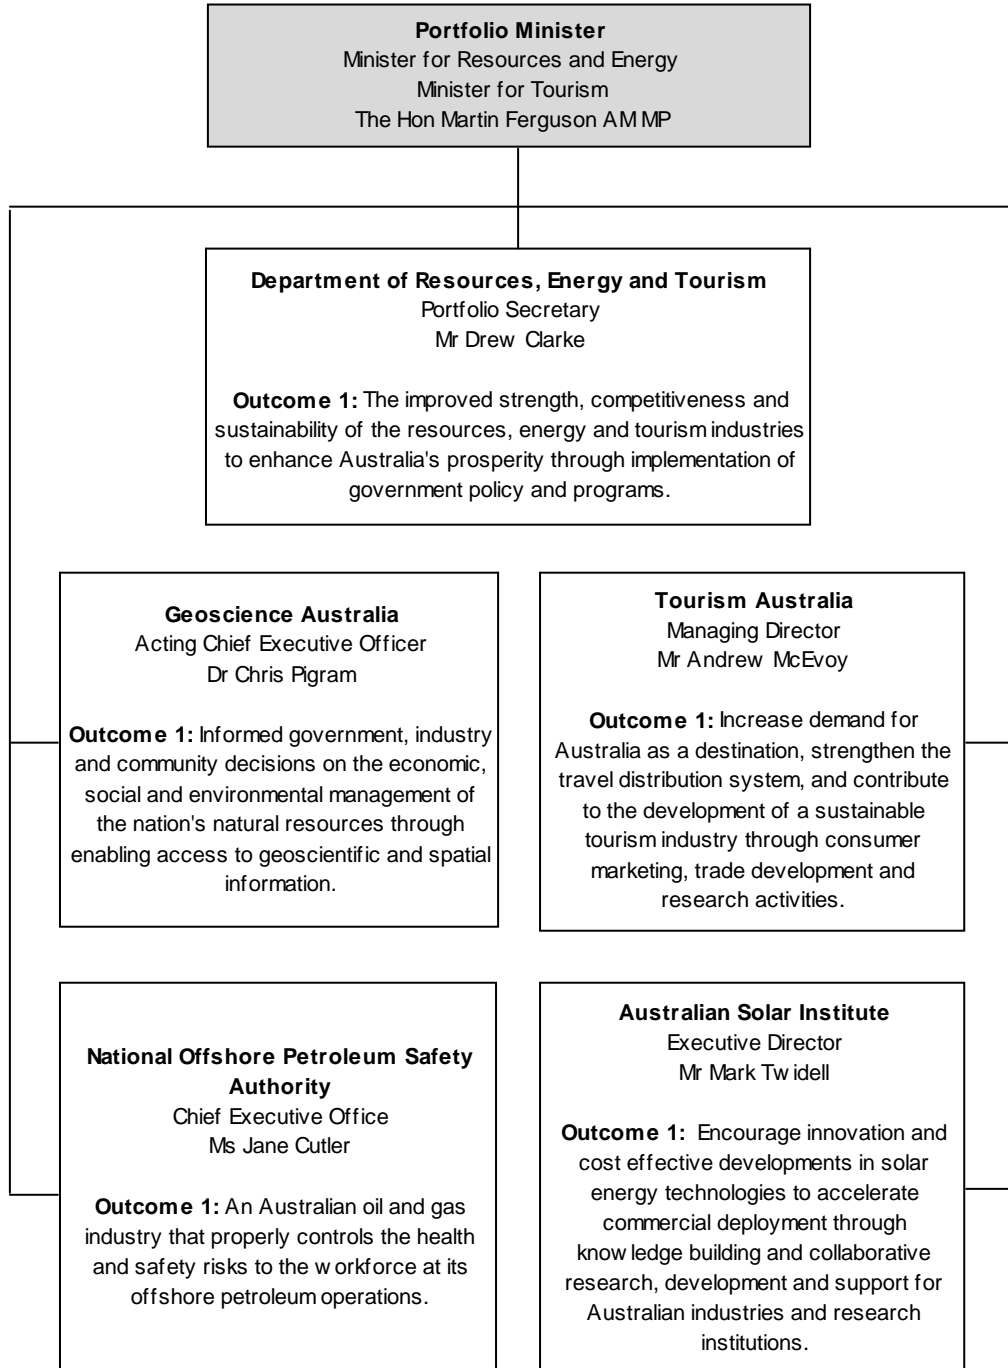 Portfolio Minister
Minister for Resources and Energy
Minister for Tourism
The Hon Martin Ferguson AM MP
Department of Resources, Energy and Tourism
Portfolio Secretary
Mr Drew Clarke
Outcome 1: The improved strength, competitiveness and
sustainability of the resources, energy and tourism industries
to enhance Australia's prosperity through implementation of
government policy and programs.
Geoscience Australia
Acting Chief Executive Officer
Dr Chris Pigram
Outcome 1: Informed government, industry
and community decisions on the economic,
social and environmental management of
the nation's natural resources through
enabling access to geoscientific and spatial
information.
Tourism Australia
Managing Director
Mr Andrew McEvoy
Outcome 1: Increase demand for
Australia as a destination, strengthen the
travel distribution system, and contribute
to the development of a sustainable
tourism industry through consumer
marketing, trade development and
research activities.
National Offshore Petroleum Safety
Authority
Chief Executive Office
Ms Jane Cutler
Outcome 1: An Australian oil and gas
industry that properly controls the health
and safety risks to the workforce at its
offshore petroleum operations.
Australian Solar Institute
Executive Director
Mr Mark Twidell
Outcome 1: Encourage innovation and
cost effective developments in solar
energy technologies to accelerate
commercial deployment through
knowledge building and collaborative
research, development and support for
Australian industries and research
institutions.